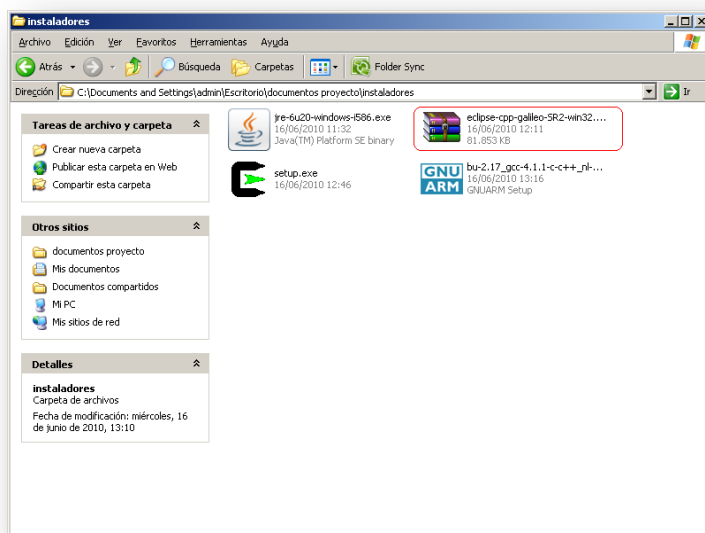 instaladores
Archivo Edición Ver Favoritos Herramientas Ayuda
Atrás Búsqueda Carpetas Folder Sync
Dirección C:\Documents and Settings\admin\Escritorio\documentos proyecto\instaladores Ir
Tareas de archivo y carpeta
Crear nueva carpeta
Publicar esta carpeta en Web
Compartir esta carpeta
Otros sitios
documentos proyecto
Mis documentos
Documentos compartidos
Mi PC
Mis sitios de red
Detalles
instaladores
Carpeta de archivos
Fecha de modificación: miércoles, 16
de junio de 2010, 13:10
jre-6u20-windows-i586.exe
16/06/2010 11:32
Java(TM) Platform SE binary
eclipse-cpp-galileo-SR2-win32....
16/06/2010 12:11
81.853 KB
setup.exe
16/06/2010 12:46
GNU
ARM
bu-2.17_gcc-4.1.1-c-c++_nl-...
16/06/2010 13:16
GNUARM Setup